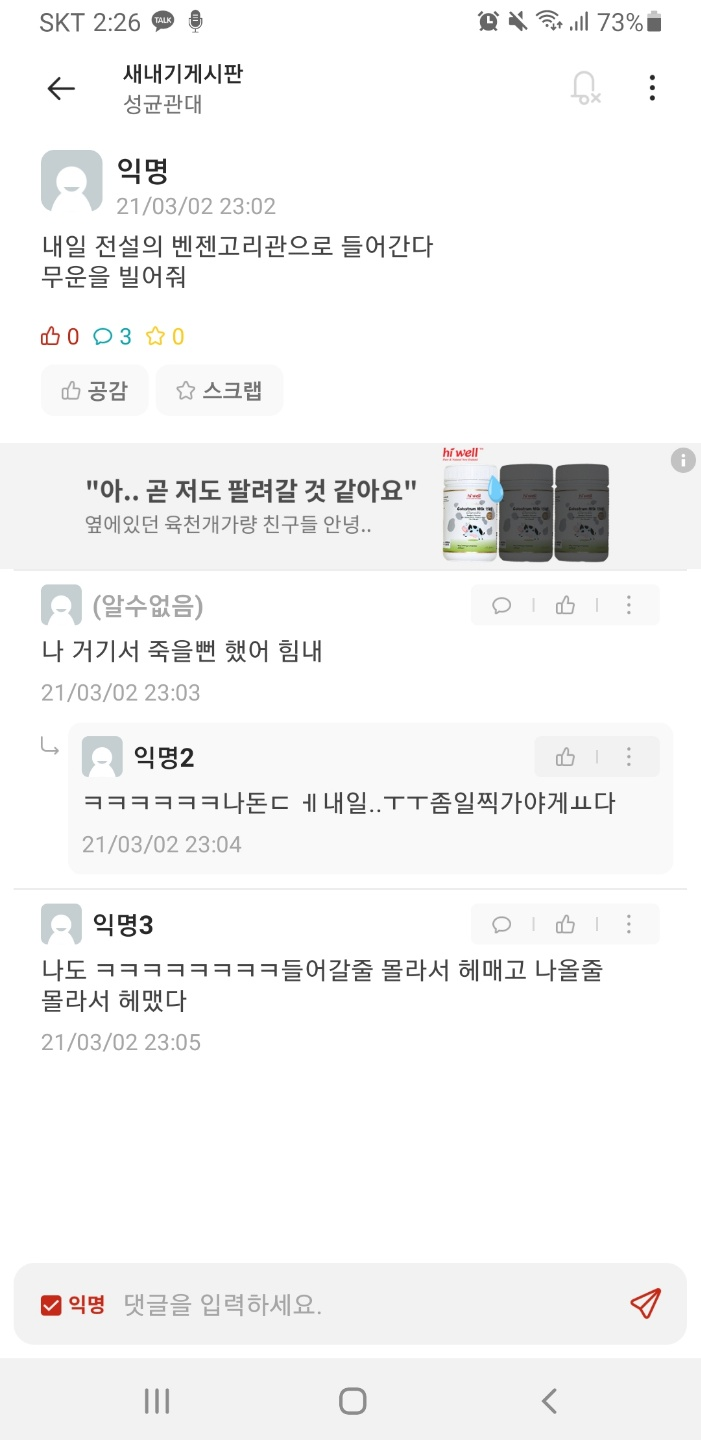 SKT 2:26 TALK 73%
새내기게시판
성균관대
익명
21/03/02 23:02
내일 전설의 벤젠고리관으로 들어간다
무운을 빌어줘
0 3 0
공감 스크랩
hi well
"아.. 곧 저도 팔려갈 것 같아요"
옆에있던 육천개가량 친구들 안녕..
(알수없음)
나 거기서 죽을뻔 했어 힘내
21/03/02 23:03
익명2
ㅋㅋㅋㅋㅋㅋ나돈ㄷ ㅔ내일..ㅜㅜ좀일찍가야게ㅛ다
21/03/02 23:04
익명3
나도 ㅋㅋㅋㅋㅋㅋㅋㅋ들어갈줄 몰라서 헤매고 나올줄
몰라서 헤맸다
21/03/02 23:05
익명 댓글을 입력하세요.